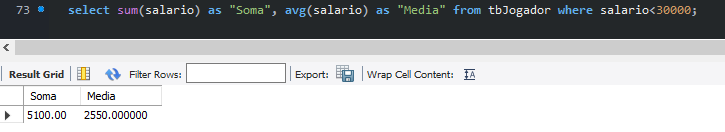 73 select sum(salario) as "Soma", avg(salario) as "Media" from tbJogador where salario<30000;
Result Grid Filter Rows: Export: Wrap Cell Content:
Soma Media
5100.00 2550.000000